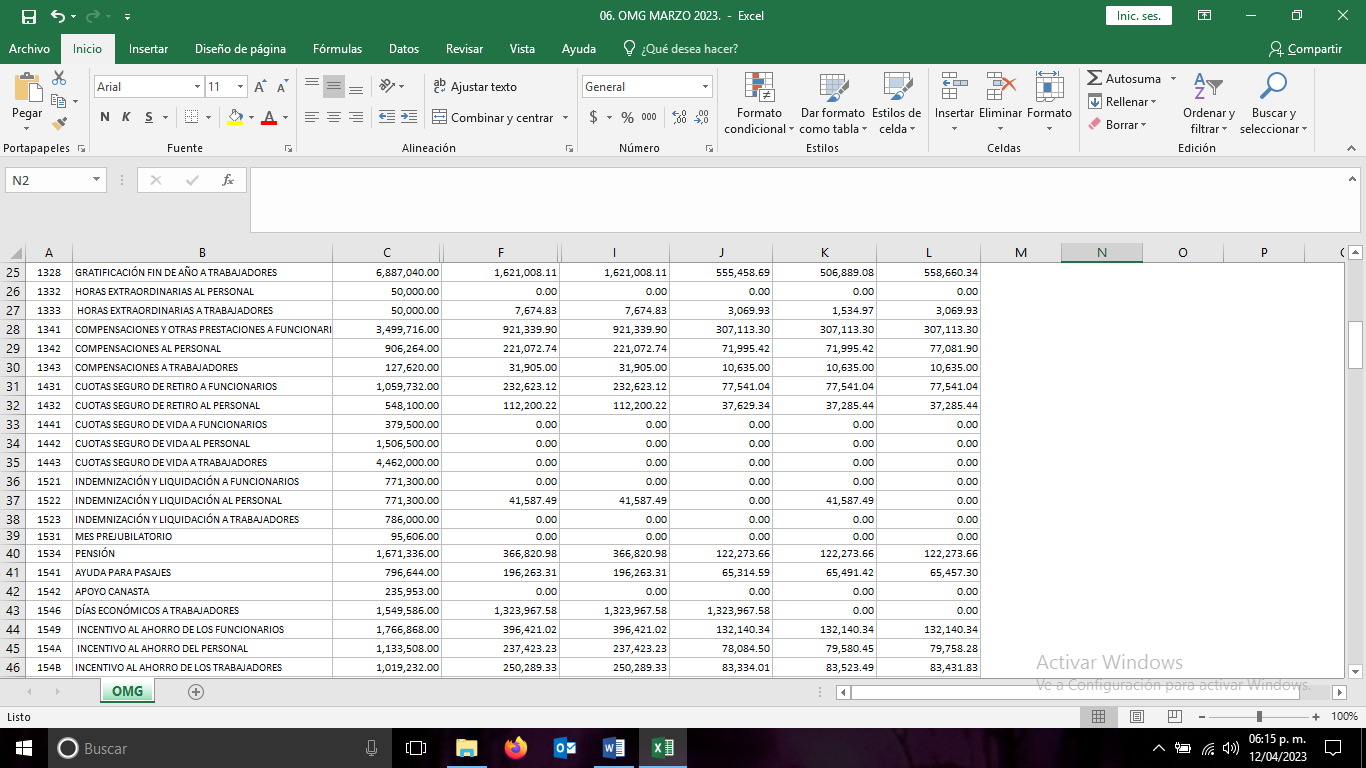 06. OMG MARZO 2023. - Excel
Inic. ses.
Archivo Inicio Insertar Diseño de página Fórmulas Datos Revisar Vista Ayuda ¿Qué desea hacer? Compartir
Arial 11 Ajustar texto General Autosuma
Pegar N K S Combinar y centrar $ % 000 Formato condicional Dar formato como tabla Estilos de celda Insertar Eliminar Formato Rellenar Borrar Ordenar y filtrar Buscar y seleccionar
Portapapeles Fuente Alineación Número Estilos Celdas Edición
N2 fx
A B C F I J K L M N O P
25 1328 GRATIFICACIÓN FIN DE AÑO A TRABAJADORES 6,887,040.00 1,621,008.11 1,621,008.11 555,458.69 506,889.08 558,660.34
26 1332 HORAS EXTRAORDINARIAS AL PERSONAL 50,000.00 0.00 0.00 0.00 0.00 0.00
27 1333 HORAS EXTRAORDINARIAS A TRABAJADORES 50,000.00 7,674.83 7,674.83 3,069.93 1,534.97 3,069.93
28 1341 COMPENSACIONES Y OTRAS PRESTACIONES A FUNCIONARI 3,499,716.00 921,339.90 921,339.90 307,113.30 307,113.30 307,113.30
29 1342 COMPENSACIONES AL PERSONAL 906,264.00 221,072.74 221,072.74 71,995.42 71,995.42 77,081.90
30 1343 COMPENSACIONES A TRABAJADORES 127,620.00 31,905.00 31,905.00 10,635.00 10,635.00 10,635.00
31 1431 CUOTAS SEGURO DE RETIRO A FUNCIONARIOS 1,059,732.00 232,623.12 232,623.12 77,541.04 77,541.04 77,541.04
32 1432 CUOTAS SEGURO DE RETIRO AL PERSONAL 548,100.00 112,200.22 112,200.22 37,629.34 37,285.44 37,285.44
33 1441 CUOTAS SEGURO DE VIDA A FUNCIONARIOS 379,500.00 0.00 0.00 0.00 0.00 0.00
34 1442 CUOTAS SEGURO DE VIDA AL PERSONAL 1,506,500.00 0.00 0.00 0.00 0.00 0.00
35 1443 CUOTAS SEGURO DE VIDA A TRABAJADORES 4,462,000.00 0.00 0.00 0.00 0.00 0.00
36 1521 INDEMNIZACIÓN Y LIQUIDACIÓN A FUNCIONARIOS 771,300.00 0.00 0.00 0.00 0.00 0.00
37 1522 INDEMNIZACIÓN Y LIQUIDACIÓN AL PERSONAL 771,300.00 41,587.49 41,587.49 0.00 41,587.49 0.00
38 1523 INDEMNIZACIÓN Y LIQUIDACIÓN A TRABAJADORES 786,000.00 0.00 0.00 0.00 0.00 0.00
39 1531 MES PREJUBILATORIO 95,606.00 0.00 0.00 0.00 0.00 0.00
40 1534 PENSIÓN 1,671,336.00 366,820.98 366,820.98 122,273.66 122,273.66 122,273.66
41 1541 AYUDA PARA PASAJES 796,644.00 196,263.31 196,263.31 65,314.59 65,491.42 65,457.30
42 1542 APOYO CANASTA 235,953.00 0.00 0.00 0.00 0.00 0.00
43 1546 DÍAS ECONÓMICOS A TRABAJADORES 1,549,586.00 1,323,967.58 1,323,967.58 1,323,967.58 0.00 0.00
44 1549 INCENTIVO AL AHORRO DE LOS FUNCIONARIOS 1,766,868.00 396,421.02 396,421.02 132,140.34 132,140.34 132,140.34
45 154A INCENTIVO AL AHORRO DEL PERSONAL 1,133,508.00 237,423.23 237,423.23 78,084.50 79,580.45 79,758.28
46 154B INCENTIVO AL AHORRO DE LOS TRABAJADORES 1,019,232.00 250,289.33 250,289.33 83,334.01 83,523.49 83,431.83
Activar Windows
Ve a Configuración para activar Windows.
OMG
Listo 100%
Buscar
06:15 p. m.
12/04/2023